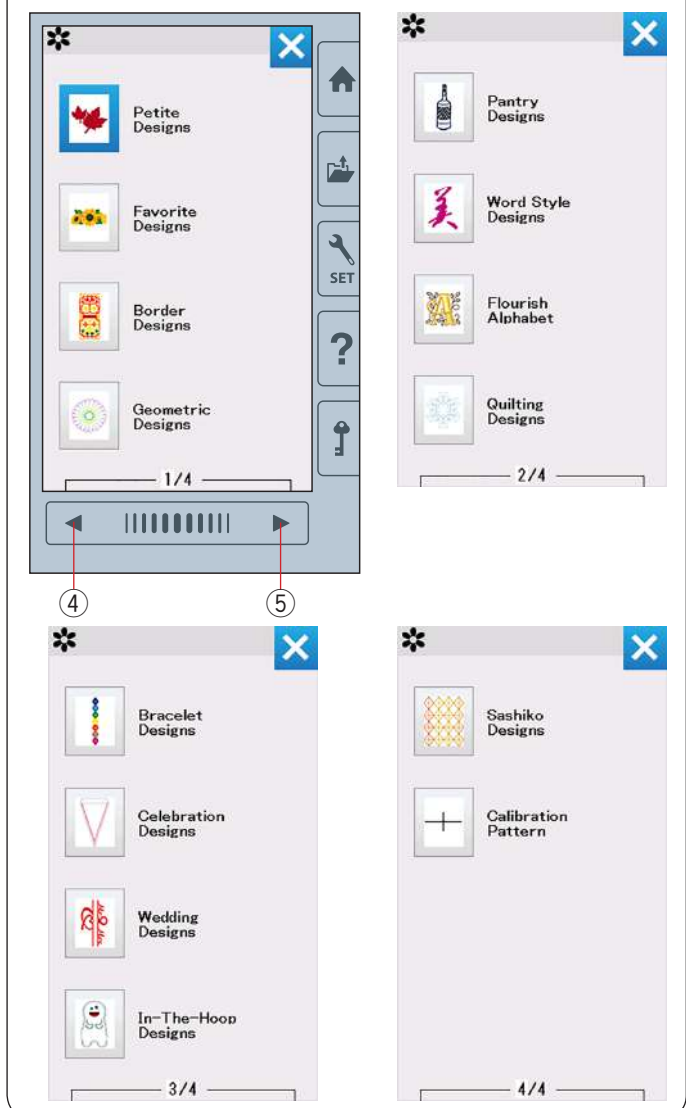 Petite
Designs
Favorite
Designs
Border
Designs
Geometric
Designs
1/4
SET
?
④
⑤
Pantry
Designs
美
Word Style
Designs
A
Flourish
Alphabet
Quilting
Designs
2/4
Bracelet
Designs
Celebration
Designs
Wedding
Designs
In-The-Hoop
Designs
3/4
Sashiko
Designs
Calibration
Pattern
4/4